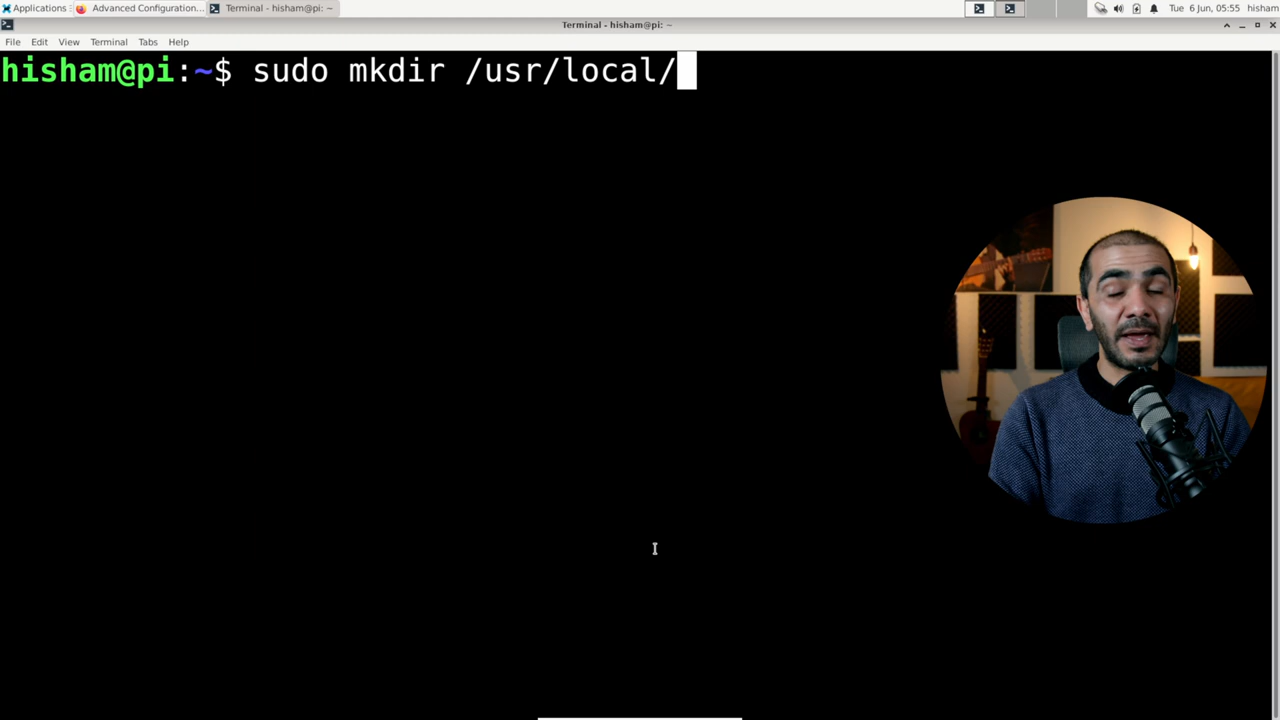 Applications
Advanced Configuration...
Terminal - hisham@pi: ~
Tue 6 Jun, 05:55
hisham
Terminal - hisham@pi: ~
File Edit View Terminal Tabs Help
hisham@pi:~$ sudo mkdir /usr/local/